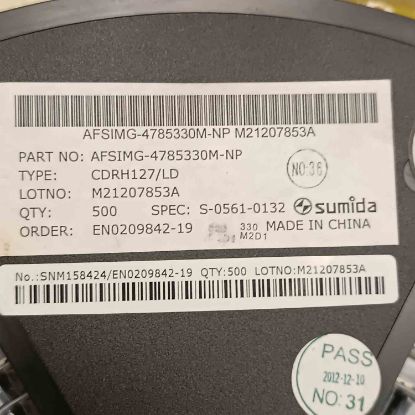 AFSIMG-4785330M-NP M21207853A
PART NO: AFSIMG-4785330M-NP
TYPE: CDRH127/LD
NO:36
LOTNO: M21207853A
QTY: 500 SPEC: S-0561-0132 sumida
ORDER: EN0209842-19 330 M2D1 MADE IN CHINA
No.:SNM158424/EN0209842-19 QTY:500 LOTNO:M21207853A
PASS
2012-12-10
NO:31